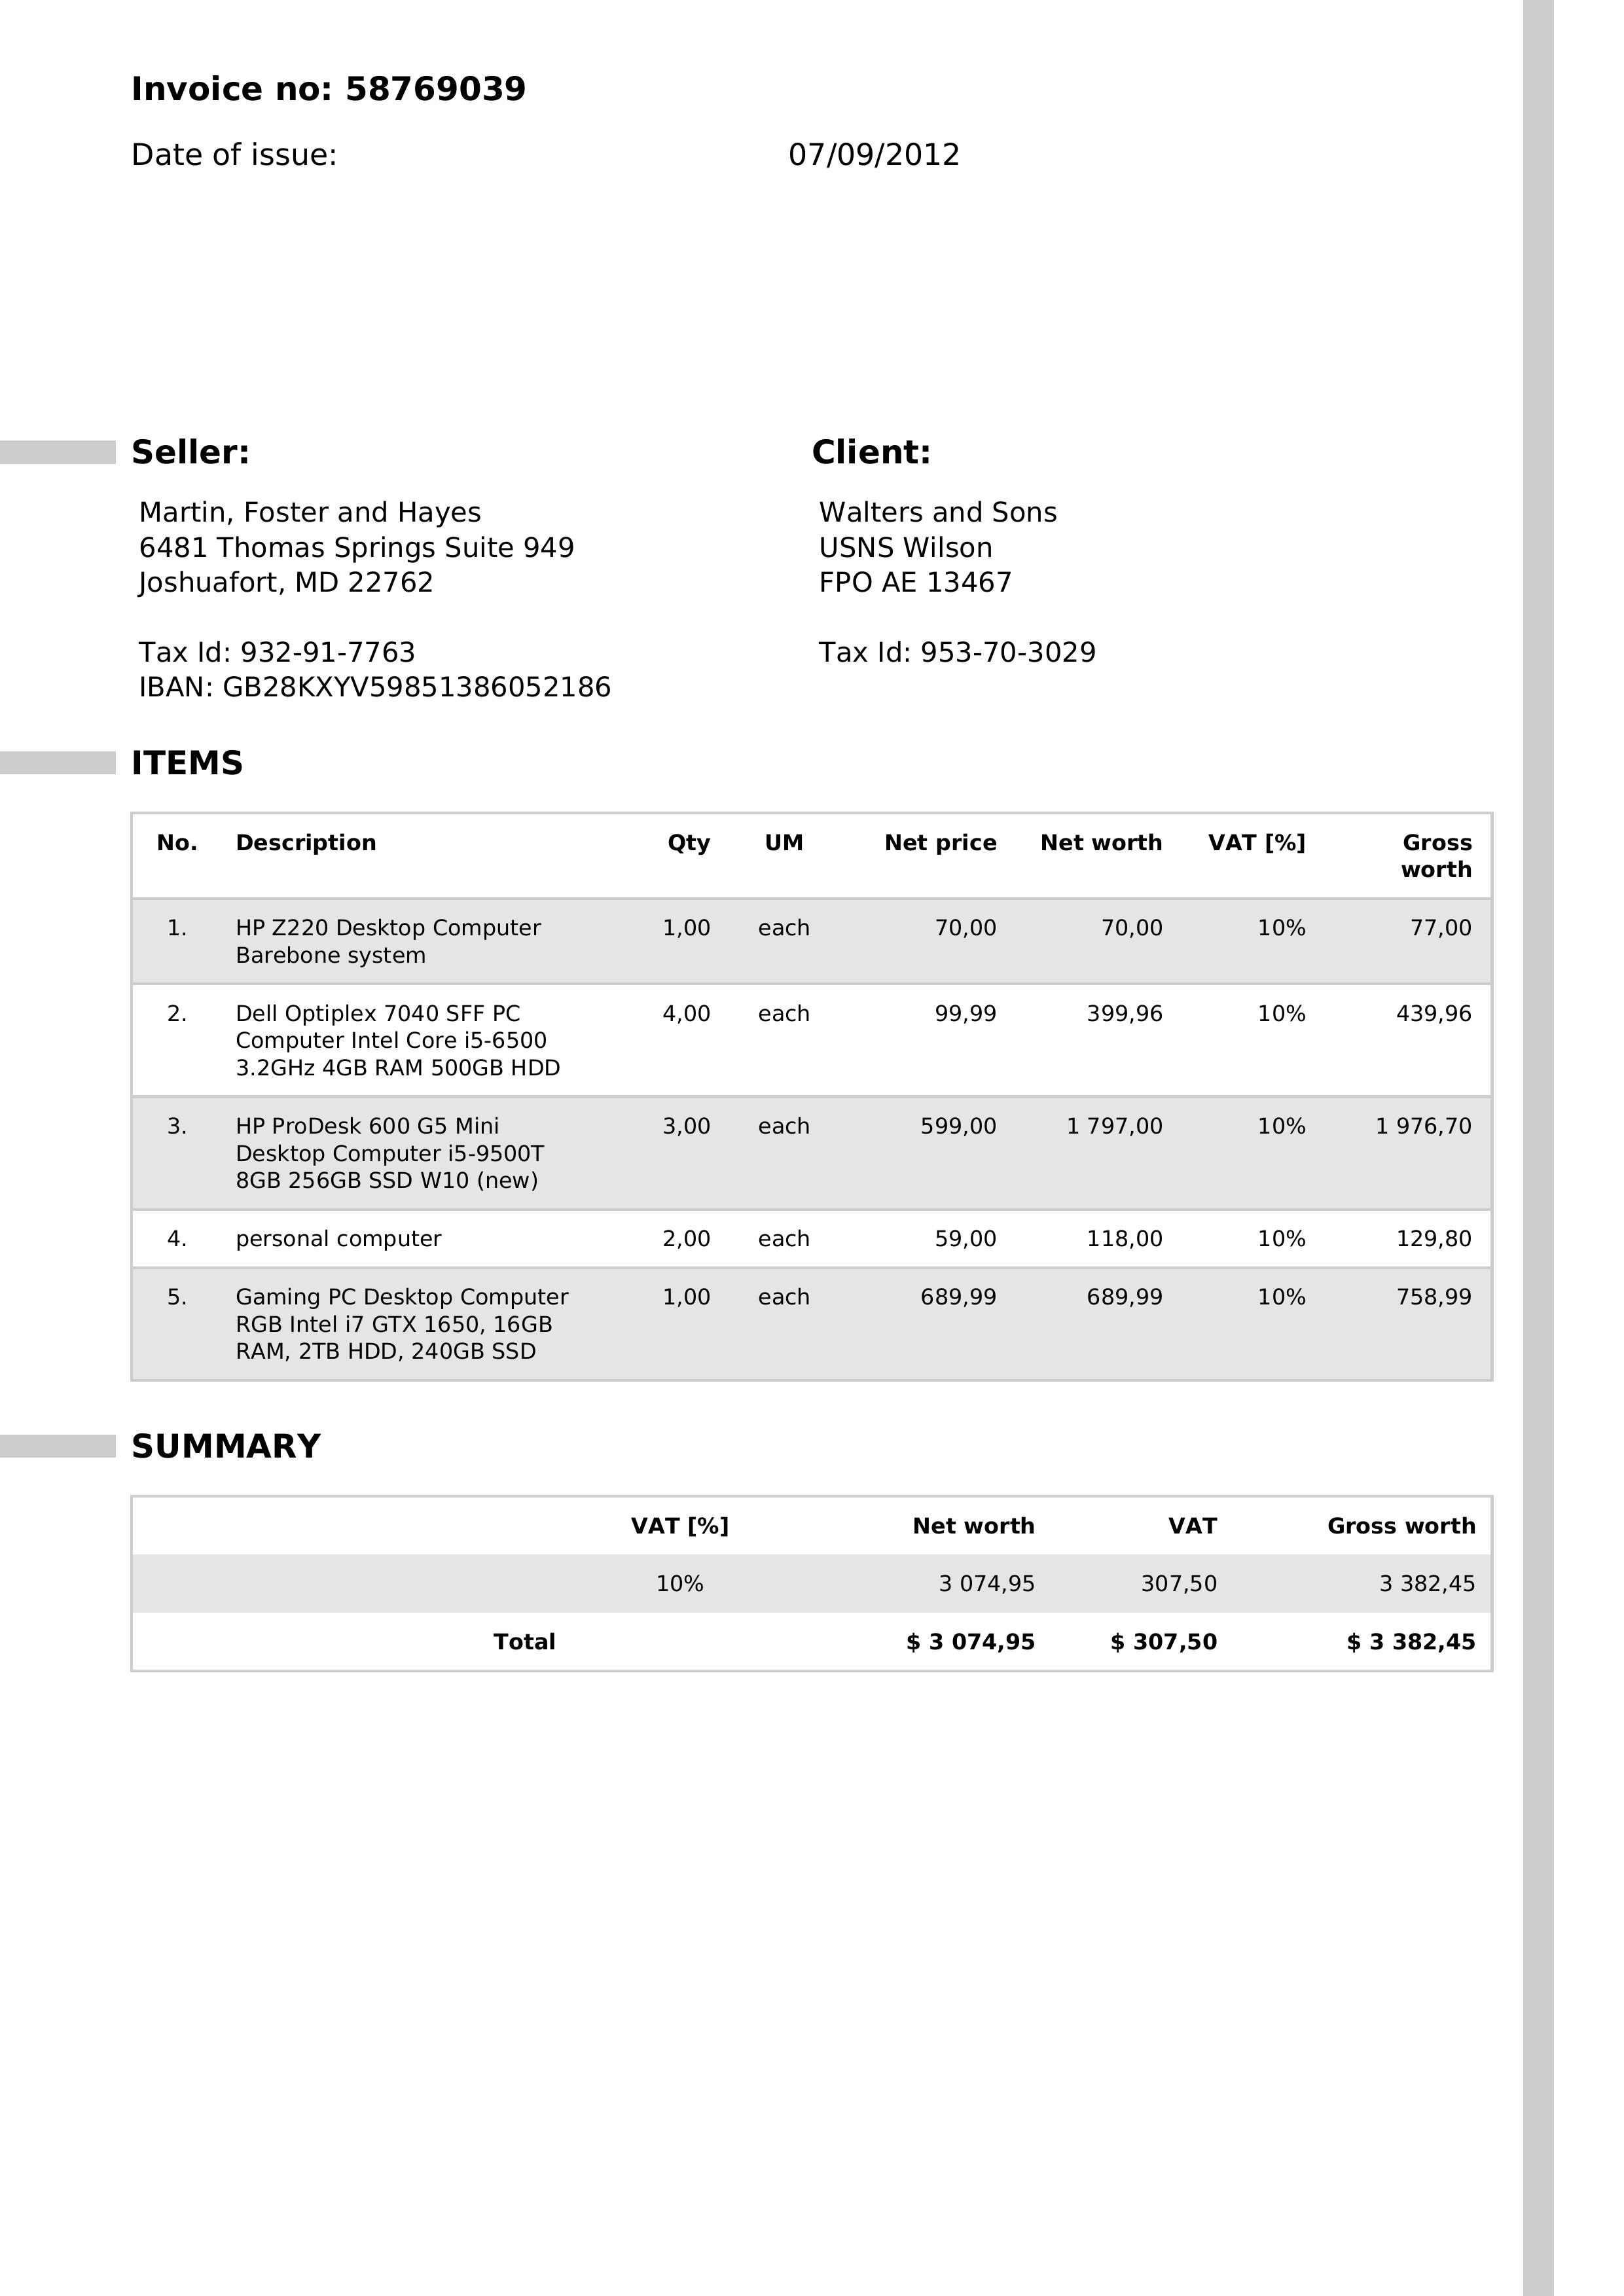 Invoice no: 58769039
Date of issue: 07/09/2012
Seller:
Martin, Foster and Hayes
6481 Thomas Springs Suite 949
Joshuafort, MD 22762
Tax Id: 932-91-7763
IBAN: GB28KXYV59851386052186
Client:
Walters and Sons
USNS Wilson
FPO AE 13467
Tax Id: 953-70-3029
ITEMS
No. Description Qty UM Net price Net worth VAT [%] Gross
worth
1. HP Z220 Desktop Computer 1,00 each 70,00 70,00 10% 77,00
Barebone system
2. Dell Optiplex 7040 SFF PC 4,00 each 99,99 399,96 10% 439,96
Computer Intel Core i5-6500
3.2GHz 4GB RAM 500GB HDD
3. HP ProDesk 600 G5 Mini 3,00 each 599,00 1 797,00 10% 1 976,70
Desktop Computer i5-9500T
8GB 256GB SSD W10 (new)
4. personal computer 2,00 each 59,00 118,00 10% 129,80
5. Gaming PC Desktop Computer 1,00 each 689,99 689,99 10% 758,99
RGB Intel i7 GTX 1650, 16GB
RAM, 2TB HDD, 240GB SSD
SUMMARY
VAT [%] Net worth VAT Gross worth
10% 3 074,95 307,50 3 382,45
Total $ 3 074,95 $ 307,50 $ 3 382,45